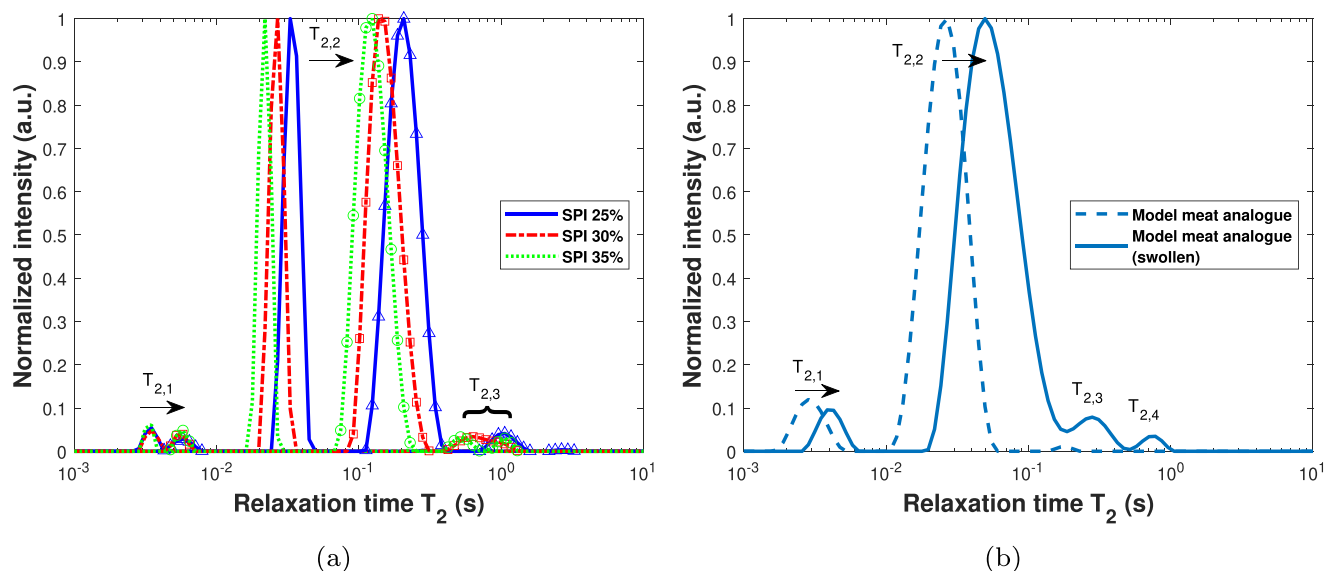 Normalized intensity (a.u.)
1
0.9
0.8
0.7
0.6
0.5
0.4
0.3
0.2
0.1
0
T2,2
T2,1
T2,3
SPI 25%
SPI 30%
SPI 35%
10-3
10-2
10-1
100
101
Relaxation time T2 (s)
(a)
Normalized intensity (a.u.)
1
0.9
0.8
0.7
0.6
0.5
0.4
0.3
0.2
0.1
0
T2,2
T2,1
T2,3
T2,4
Model meat analogue
Model meat analogue
(swollen)
10-3
10-2
10-1
100
101
Relaxation time T2 (s)
(b)